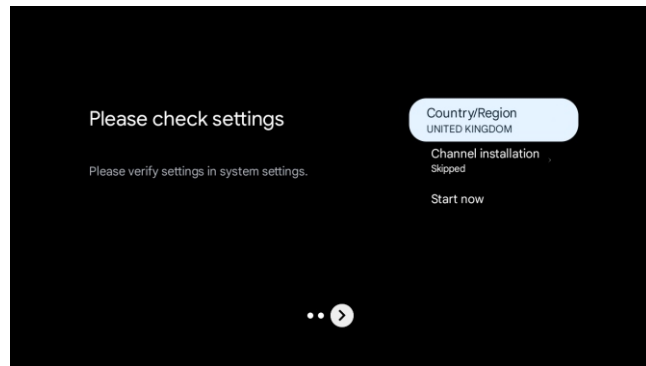 Please check settings
Please verify settings in system settings.
Country/Region
UNITED KINGDOM
Channel installation
Skipped
Start now